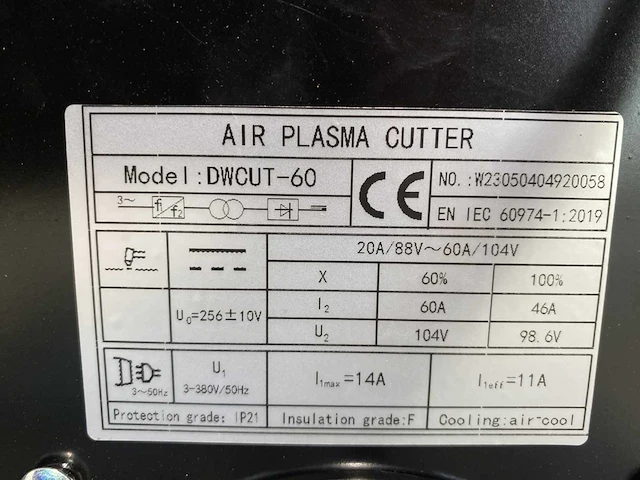 AIR PLASMA CUTTER
Model:DWCUT-60
CE
NO.:W23050404920058
3~ f1 f2
EN IEC 60974-1:2019
20A/88V~60A/104V
X 60% 100%
U0=256±10V
I2 60A 46A
U2 104V 98.6V
3~50Hz
U1
3-380V/50Hz
I1max=14A
I1eff=11A
Protection grade: IP21 Insulation grade:F Cooling:air-cool